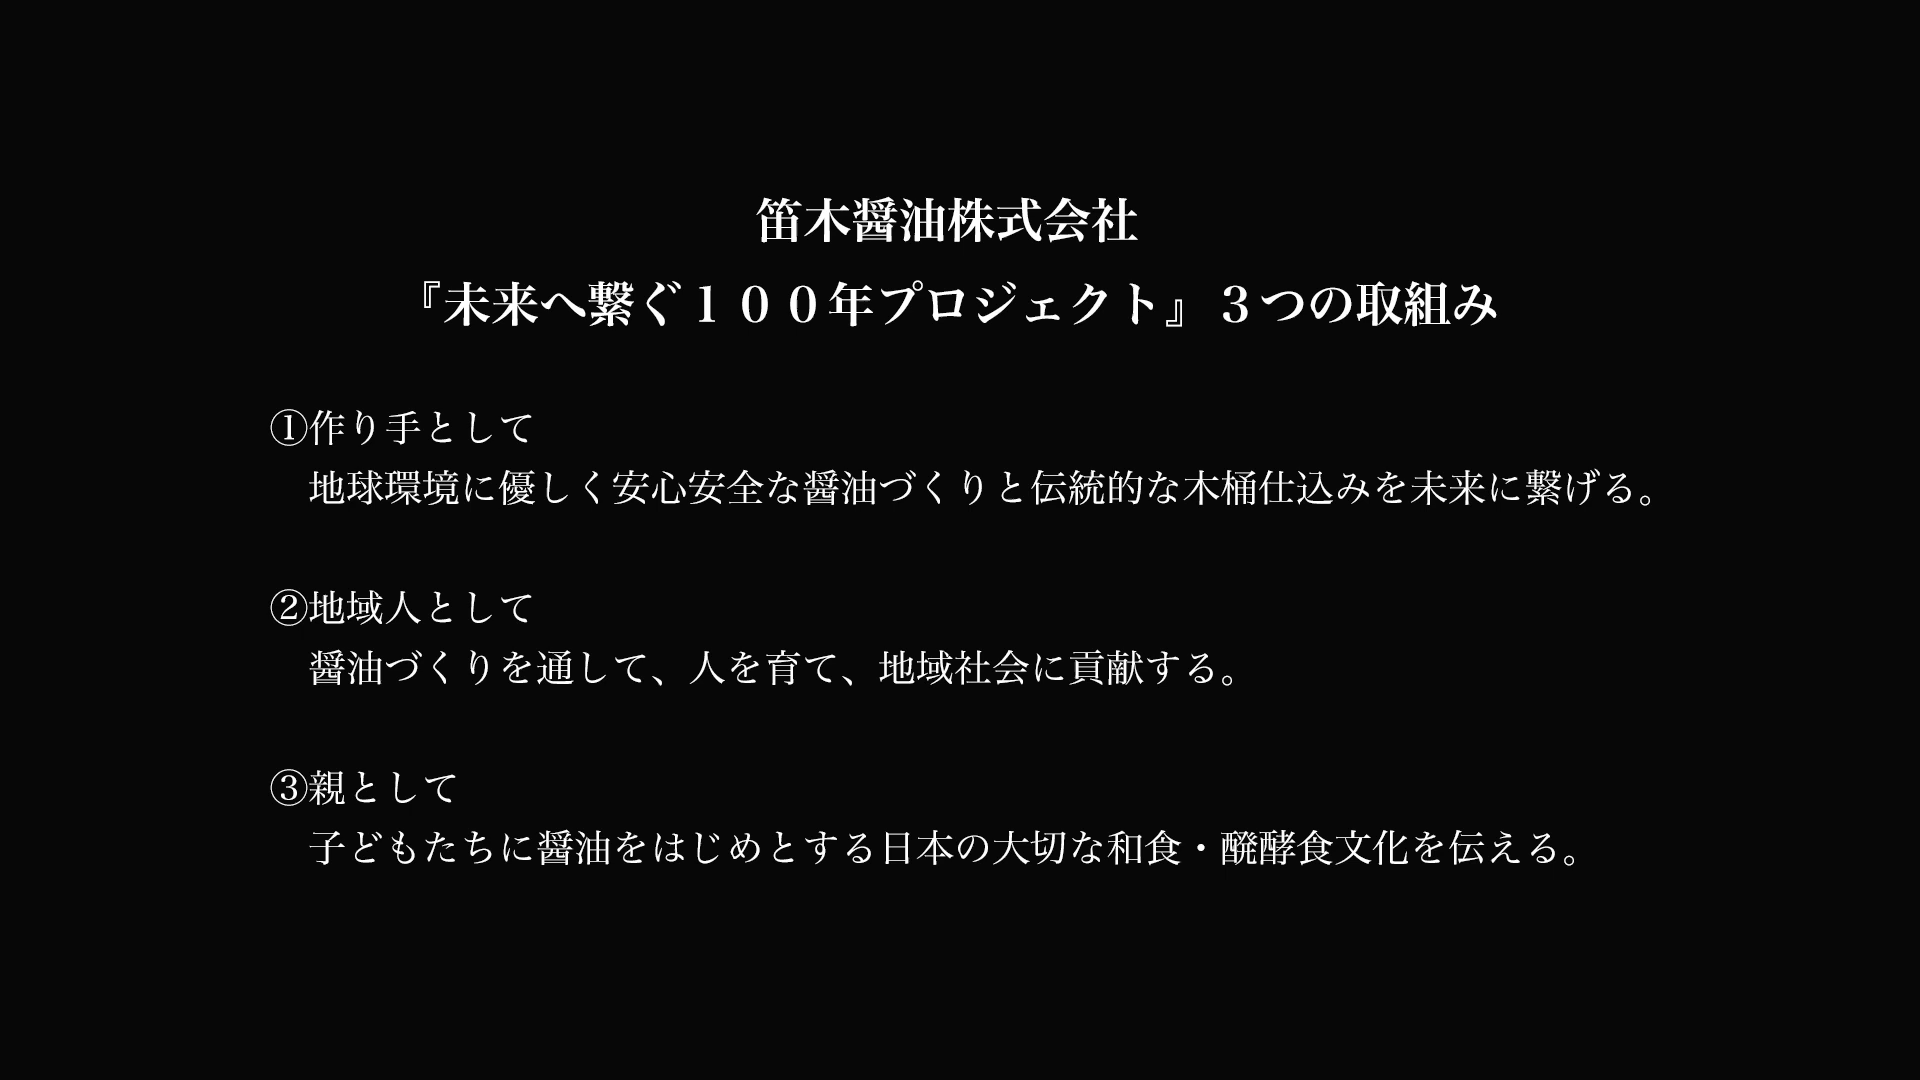 笛木醤油株式会社
『未来へ繋ぐ１００年プロジェクト』３つの取組み
①作り手として
地球環境に優しく安心安全な醤油づくりと伝統的な木桶仕込みを未来に繋げる。
②地域人として
醤油づくりを通して、人を育て、地域社会に貢献する。
③親として
子どもたちに醤油をはじめとする日本の大切な和食・醗酵食文化を伝える。